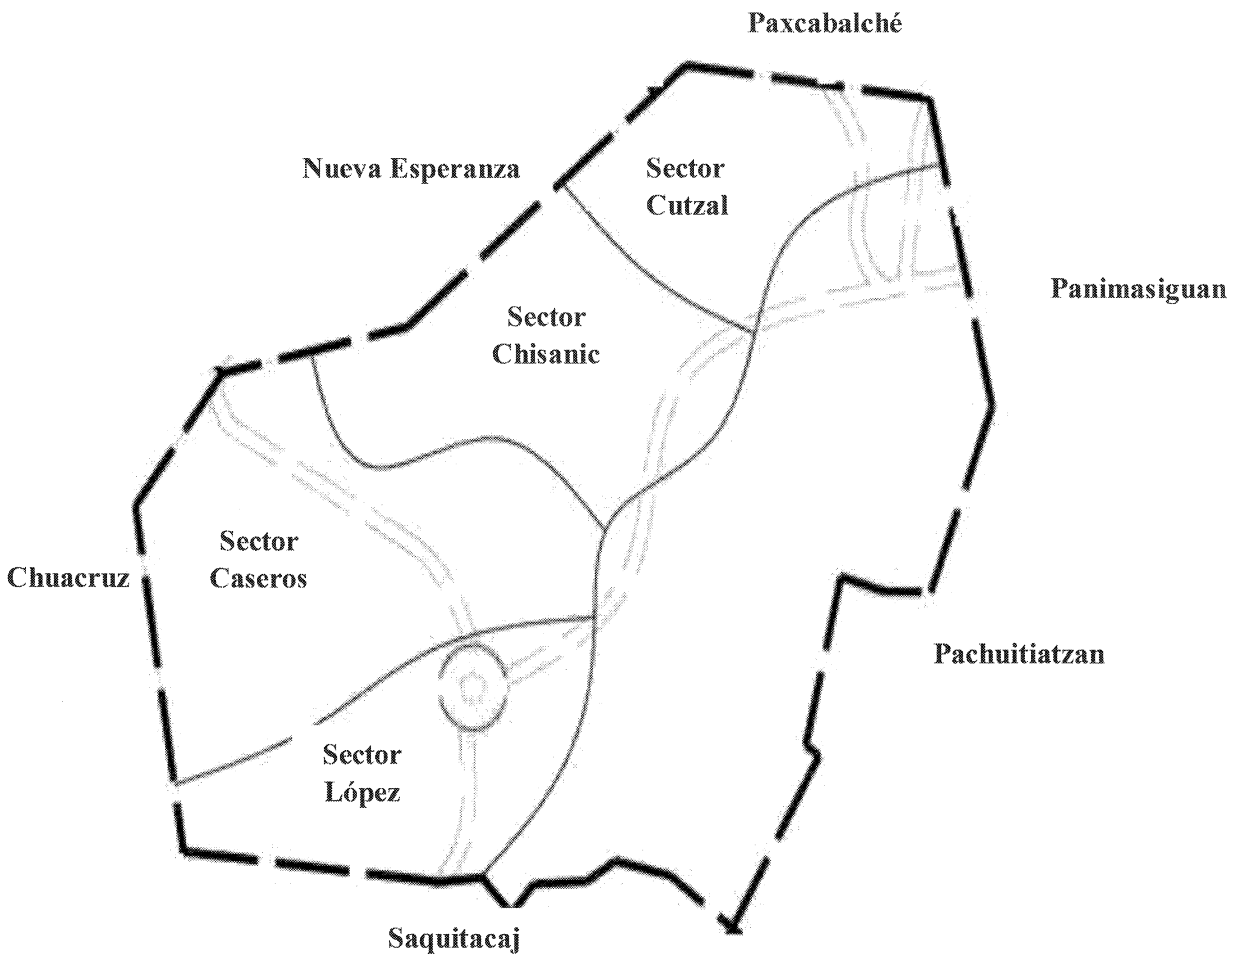 Paxcabalché
Nueva Esperanza
Sector
Cutzal
Panimasiguan
Sector
Chisanic
Sector
Caseros
Chuacruz
Pachuitiatzan
Sector
López
Saquitacaj